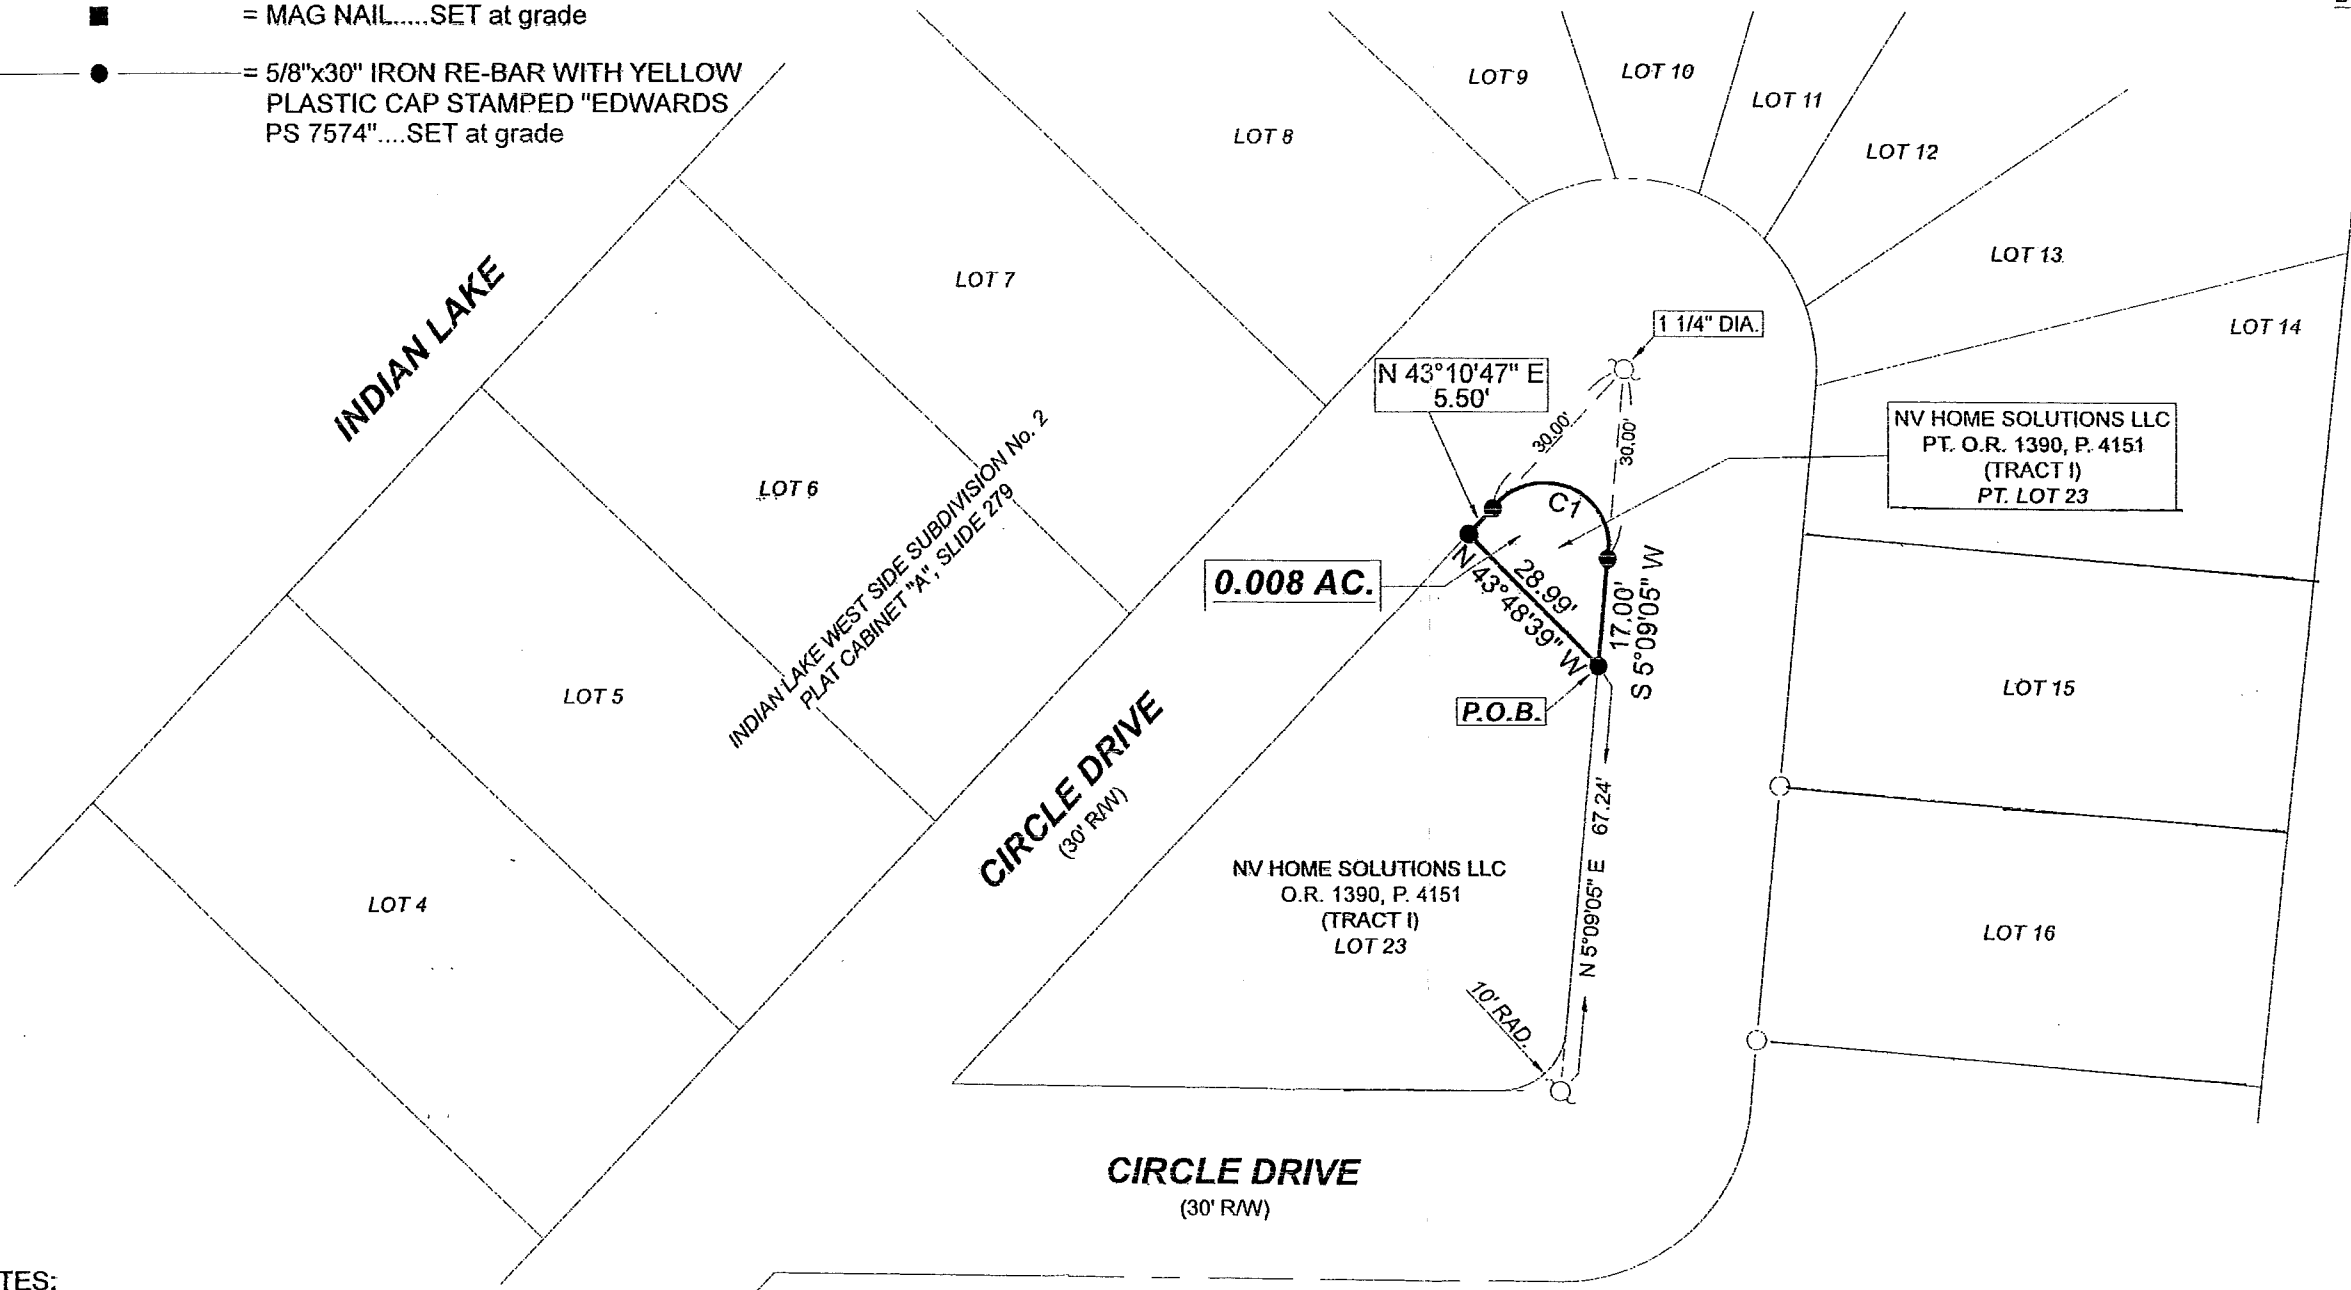 = MAG NAIL.....SET at grade
= 5/8"x30" IRON RE-BAR WITH YELLOW
PLASTIC CAP STAMPED "EDWARDS
PS 7574"....SET at grade
LOT 9
LOT 10
LOT 11
LOT 8
LOT 12
LOT 13
LOT 7
LOT 14
INDIAN LAKE
1 1/4" DIA.
N 43°10'47" E
5.50'
30.00'
30.00'
NV HOME SOLUTIONS LLC
PT. O.R. 1390, P. 4151
(TRACT I)
PT. LOT 23
LOT 6
C1
INDIAN LAKE WEST SIDE SUBDIVISION No. 2
PLAT CABINET "A", SLIDE 279
0.008 AC.
28.99'
N 43°48'39" W
17.00'
S 5°09'05" W
LOT 5
LOT 15
P.O.B.
CIRCLE DRIVE
(30' R/W)
N 5°09'05" E 67.24'
NV HOME SOLUTIONS LLC
O.R. 1390, P. 4151
(TRACT I)
LOT 23
LOT 4
LOT 16
10' RAD.
CIRCLE DRIVE
(30' R/W)
TES: